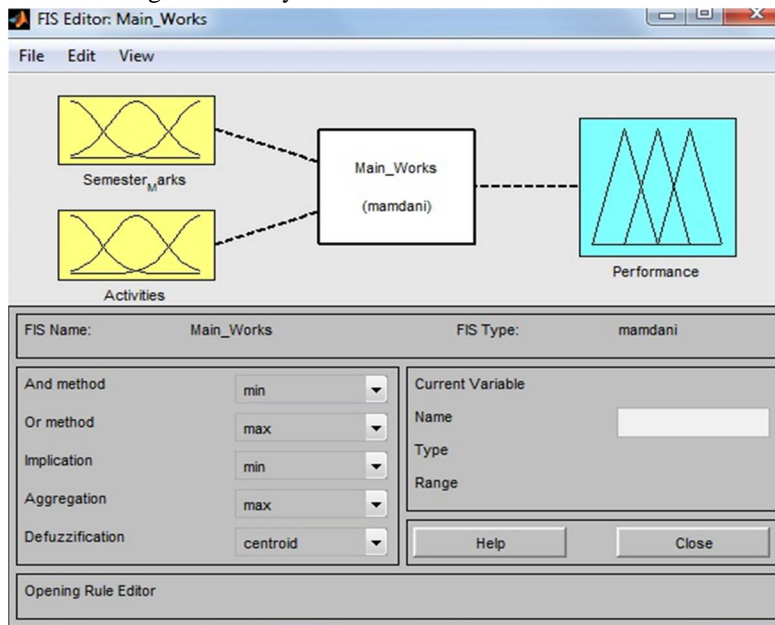 FIS Editor: Main_Works
File Edit View
Semester_Marks
Activities
Main_Works
(mamdani)
Performance
FIS Name: Main_Works FIS Type: mamdani
And method min
Or method max
Implication min
Aggregation max
Defuzzification centroid
Current Variable
Name
Type
Range
Help Close
Opening Rule Editor